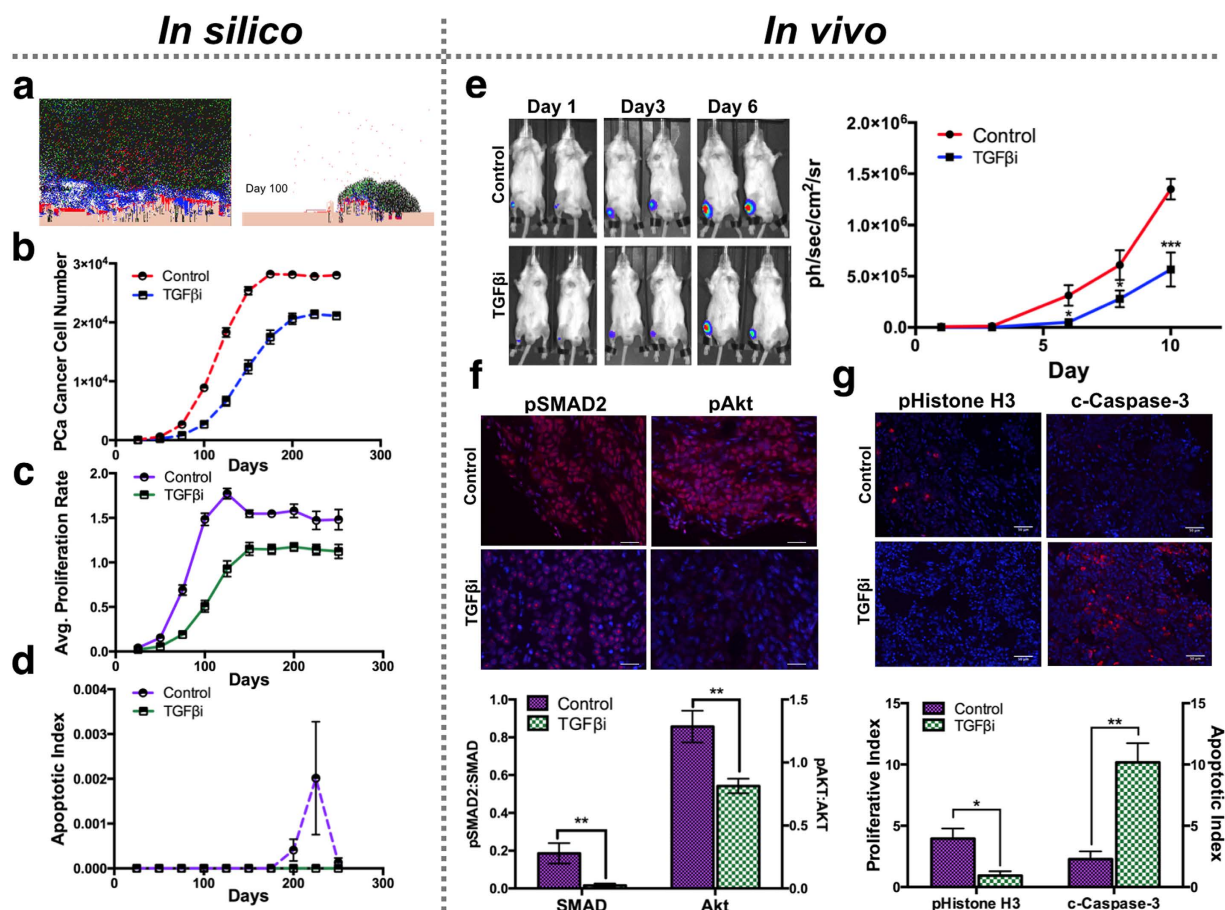 In silico
In vivo
a
Day 100
b
PCa Cancer Cell Number
3×10⁴
2×10⁴
1×10⁴
0
Control
TGFβi
0
100
200
300
Days
c
Avg. Proliferation Rate
2.0
1.5
1.0
0.5
0.0
Control
TGFβi
0
100
200
300
Days
d
Apoptotic Index
0.004
0.003
0.002
0.001
0.000
Control
TGFβi
0
100
200
300
Days
e
Day 1
Day3
Day 6
Control
TGFβi
ph/sec/cm²/sr
2.0×10⁶
1.5×10⁶
1.0×10⁶
5.0×10⁵
0.0
Control
TGFβi
*
*
***
0
5
10
Day
f
pSMAD2
pAkt
Control
TGFβi
pSMAD2:SMAD
1.0
0.8
0.6
0.4
0.2
0.0
Control
TGFβi
**
**
1.5
1.0
0.5
0.0
pAKT:AKT
SMAD
Akt
g
pHistone H3
c-Caspase-3
Control
TGFβi
Proliferative Index
15
10
5
0
Control
TGFβi
*
**
15
10
5
0
Apoptotic Index
pHistone H3
c-Caspase-3